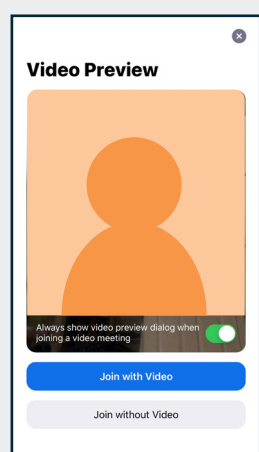 Video Preview
Always show video preview dialog when
joining a video meeting
Join with Video
Join without Video